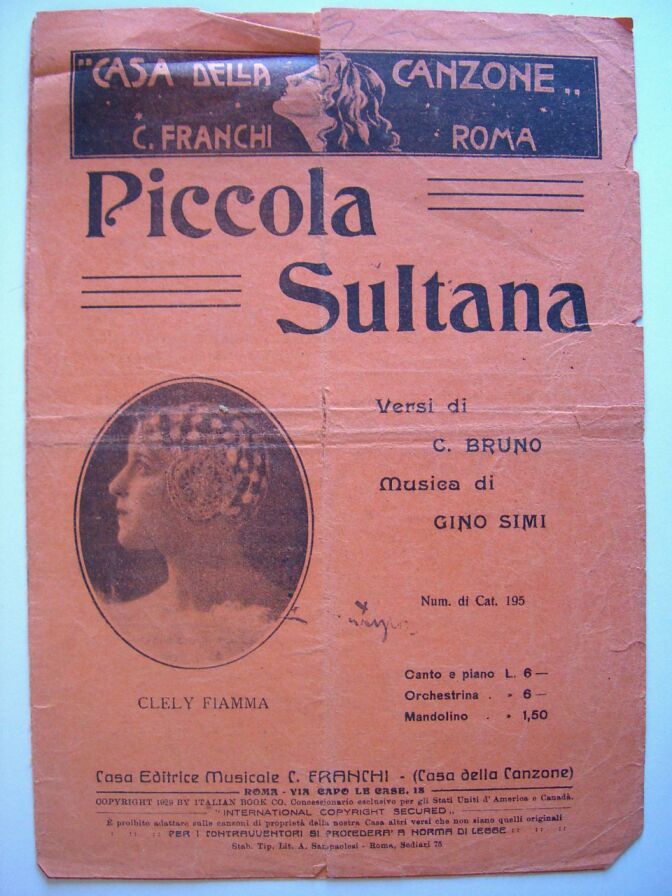 "CASA DELLA CANZONE„
C. FRANCHI ROMA
Piccola
Sultana
Versi di
C. BRUNO
Musica di
GINO SIMI
Num. di Cat. 195
Canto e piano L. 6 —
Orchestrina . » 6 —
Mandolino . » 1,50
CLELY FIAMMA
Casa Editrice Musicale C. FRANCHI - (Casa della Canzone)
ROMA - VIA CAPO LE CASE, 18
COPYRIGHT 1929 BY ITALIAN BOOK CO. Concessionario esclusivo per gli Stati Uniti d' America e Canadà.
"INTERNATIONAL COPYRIGHT SECURED„
È proibito adattare sulle canzoni di proprietà della nostra Casa altri versi che non siano quelli originali
:: :: PER I CONTRAVVENTORI SI PROCEDERA' A NORMA DI LEGGE :: ::
Stab. Tip. Lit. A. Sampaolesi - Roma, Sediari 75